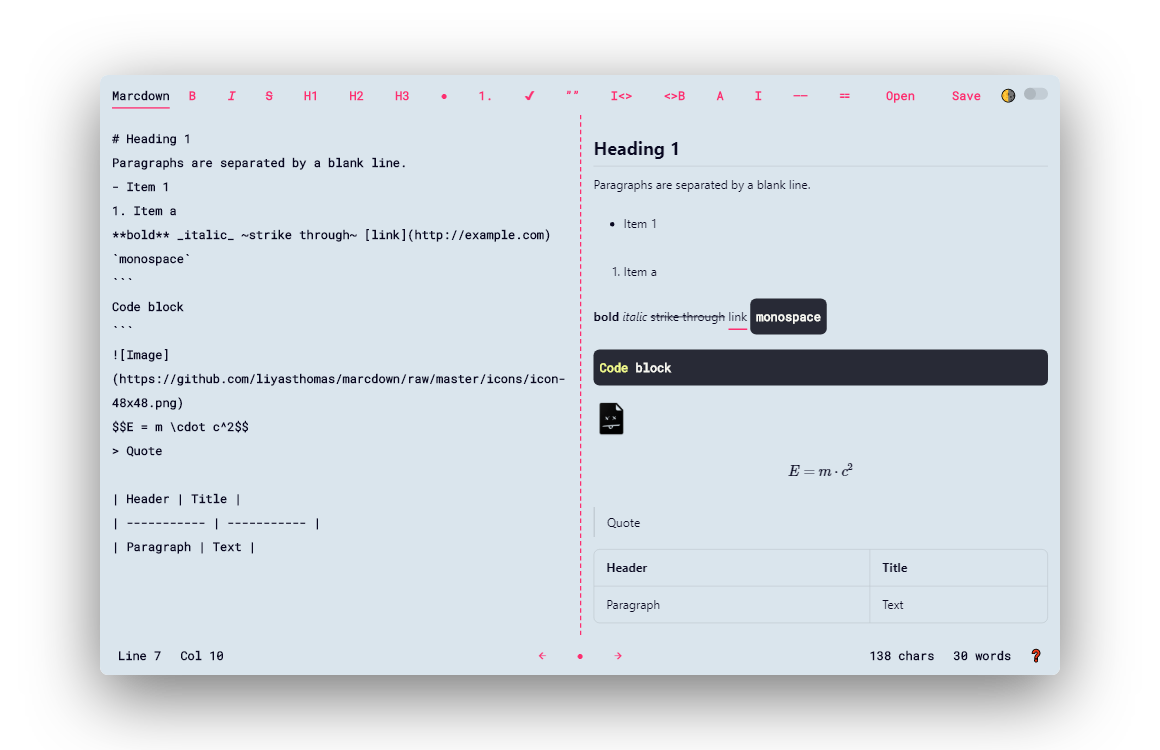 Marcdown B I S H1 H2 H3 • 1. ✔ "" I<> <>B A I —— == Open Save
# Heading 1
Paragraphs are separated by a blank line.
- Item 1
1. Item a
**bold** _italic_ ~strike through~ [link](http://example.com)
`monospace`
```
Code block
```
![Image]
(https://github.com/liyasthomas/marcdown/raw/master/icons/icon-
48x48.png)
$$E = m \cdot c^2$$
> Quote
| Header | Title |
| ----------- | ----------- |
| Paragraph | Text |
Heading 1
Paragraphs are separated by a blank line.
• Item 1
1. Item a
bold italic strike through link monospace
Code block
E = m · c²
Quote
Header Title
Paragraph Text
Line 7 Col 10 ← • → 138 chars 30 words ❓